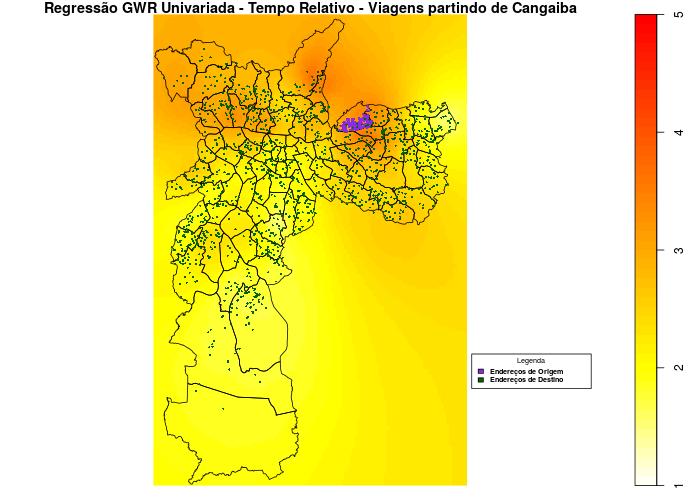 Regressão GWR Univariada - Tempo Relativo - Viagens partindo de Cangaiba
5
4
3
2
1
Legenda
Endereços de Origem
Endereços de Destino